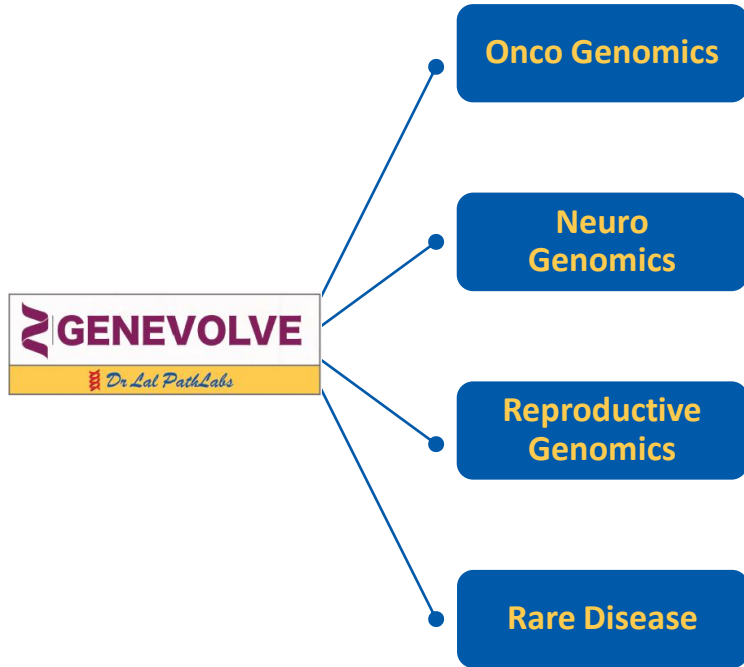 Onco Genomics
Neuro
Genomics
GENEVOLVE
Dr Lal PathLabs
Reproductive
Genomics
Rare Disease